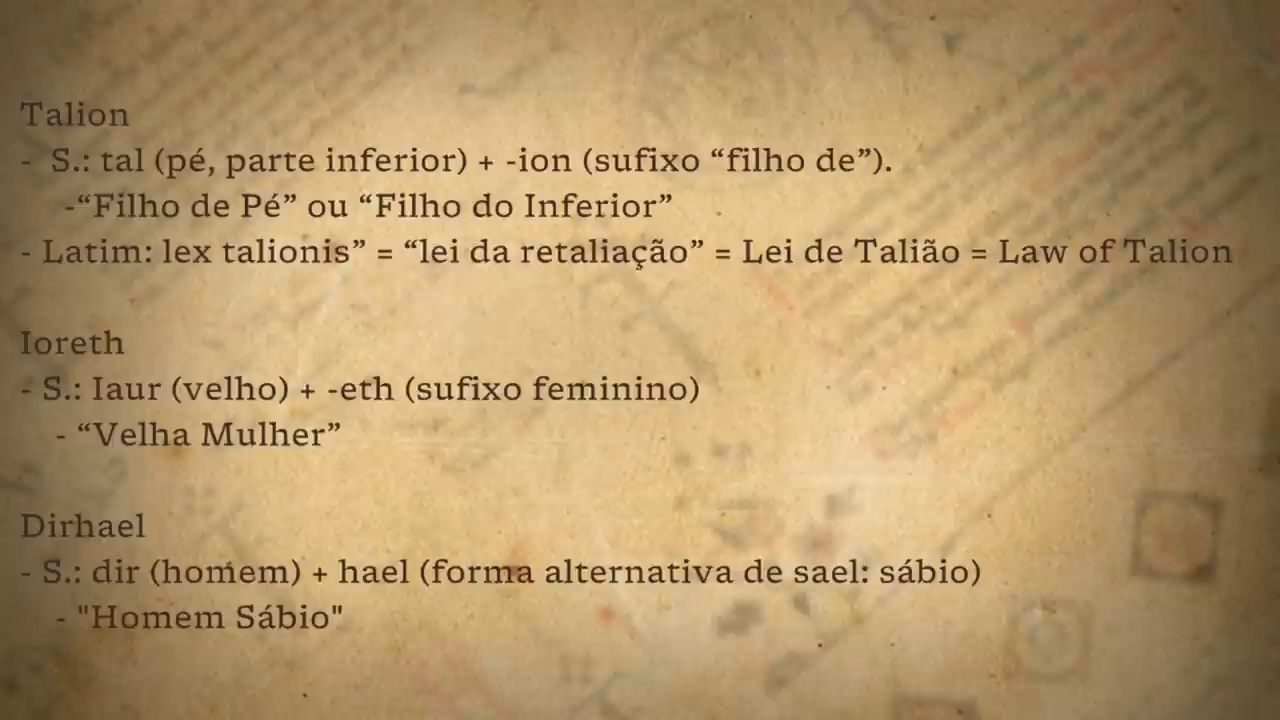 Talion
- S.: tal (pé, parte inferior) + -ion (sufixo “filho de”).
-“Filho de Pé” ou “Filho do Inferior”
- Latim: lex talionis” = “lei da retaliação” = Lei de Talião = Law of Talion
Ioreth
- S.: Iaur (velho) + -eth (sufixo feminino)
- “Velha Mulher”
Dirhael
- S.: dir (homem) + hael (forma alternativa de sael: sábio)
- "Homem Sábio"